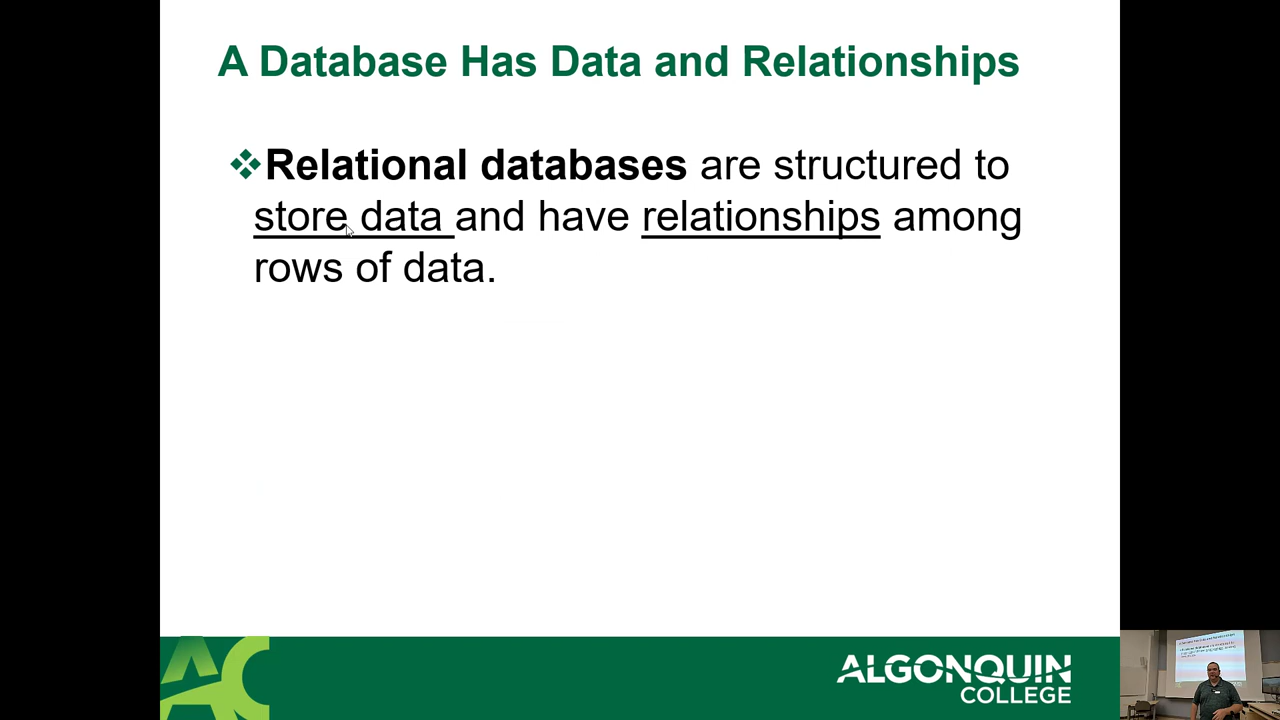 A Database Has Data and Relationships
❖Relational databases are structured to
store data and have relationships among
rows of data.
AC
ALGONQUIN
COLLEGE